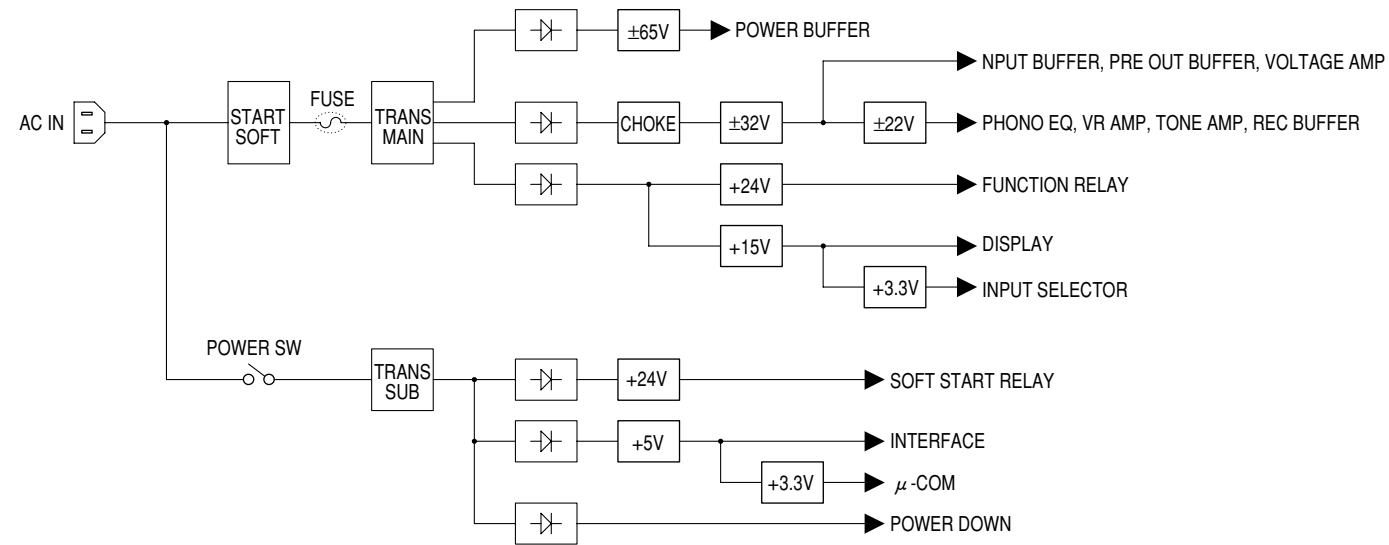 ±65V
POWER BUFFER
NPUT BUFFER, PRE OUT BUFFER, VOLTAGE AMP
AC IN
START
SOFT
FUSE
TRANS
MAIN
CHOKE
±32V
±22V
PHONO EQ, VR AMP, TONE AMP, REC BUFFER
+24V
FUNCTION RELAY
+15V
DISPLAY
+3.3V
INPUT SELECTOR
POWER SW
TRANS
SUB
+24V
SOFT START RELAY
+5V
INTERFACE
+3.3V
μ-COM
POWER DOWN